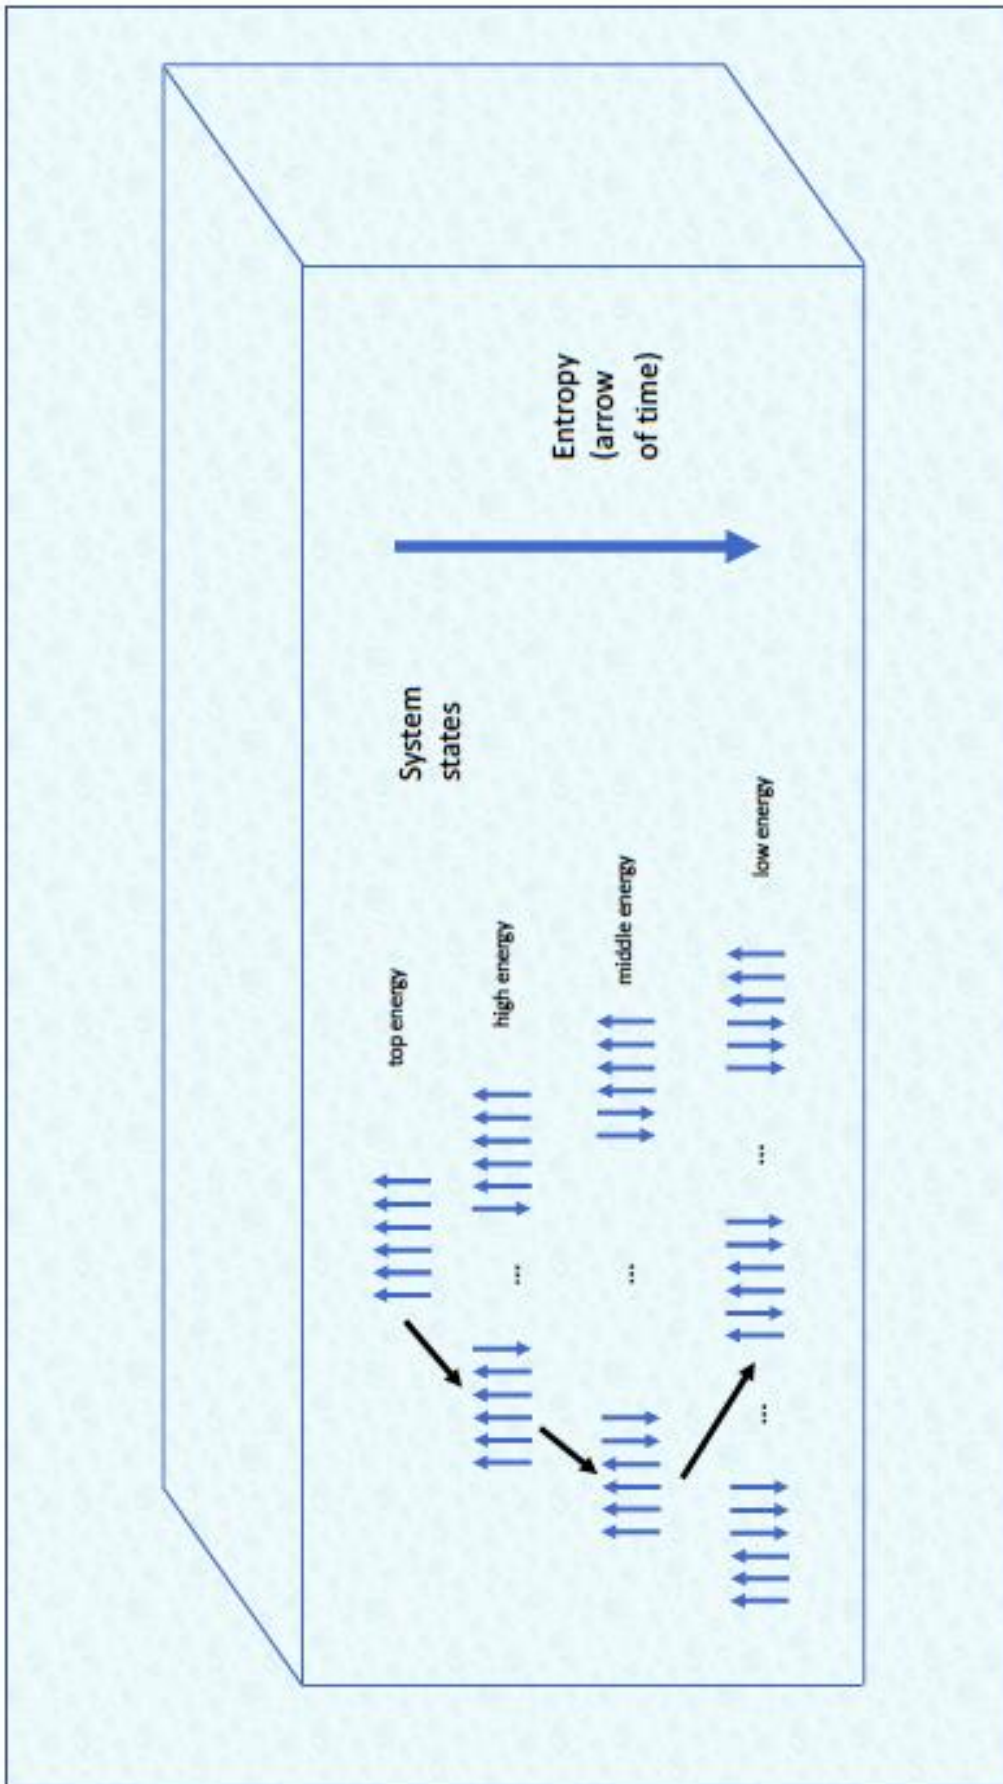 top energy
high energy
...
middle energy
...
low energy
...
...
System
states
Entropy
(arrow
of time)